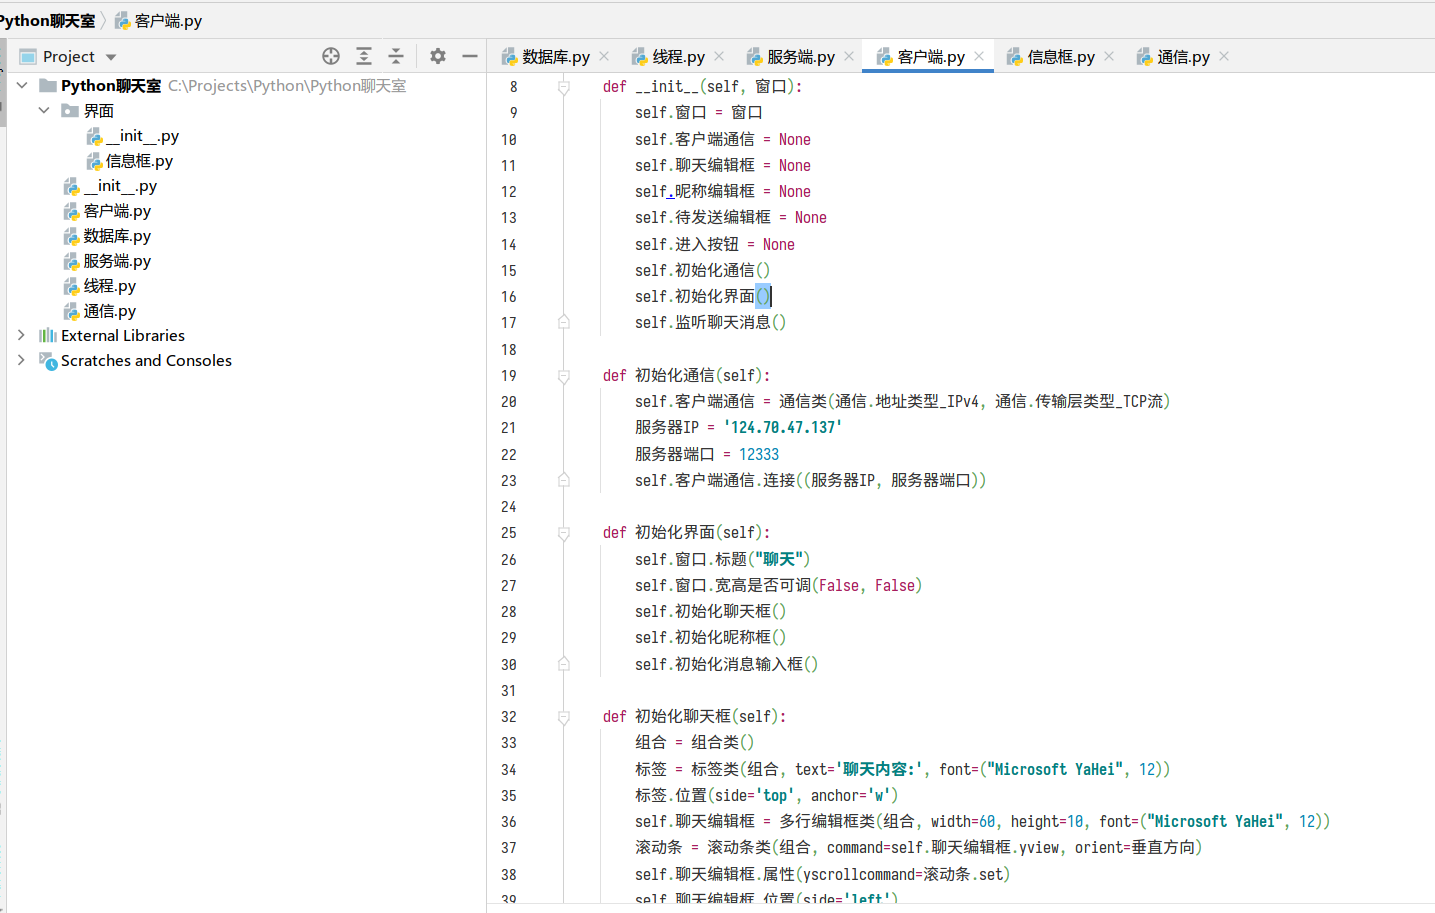 Python聊天室 〉 客户端.py
Project
数据库.py
线程.py
服务端.py
客户端.py
信息框.py
通信.py
Python聊天室 C:\Projects\Python\Python聊天室
界面
__init__.py
信息框.py
__init__.py
客户端.py
数据库.py
服务端.py
线程.py
通信.py
External Libraries
Scratches and Consoles
8 def __init__(self, 窗口):
9 self.窗口 = 窗口
10 self.客户端通信 = None
11 self.聊天编辑框 = None
12 self.昵称编辑框 = None
13 self.待发送编辑框 = None
14 self.进入按钮 = None
15 self.初始化通信()
16 self.初始化界面()
17 self.监听聊天消息()
18
19 def 初始化通信(self):
20 self.客户端通信 = 通信类(通信.地址类型_IPv4, 通信.传输层类型_TCP流)
21 服务器IP = '124.70.47.137'
22 服务器端口 = 12333
23 self.客户端通信.连接((服务器IP, 服务器端口))
24
25 def 初始化界面(self):
26 self.窗口.标题("聊天")
27 self.窗口.宽高是否可调(False, False)
28 self.初始化聊天框()
29 self.初始化昵称框()
30 self.初始化消息输入框()
31
32 def 初始化聊天框(self):
33 组合 = 组合类()
34 标签 = 标签类(组合, text='聊天内容:', font=("Microsoft YaHei", 12))
35 标签.位置(side='top', anchor='w')
36 self.聊天编辑框 = 多行编辑框类(组合, width=60, height=10, font=("Microsoft YaHei", 12))
37 滚动条 = 滚动条类(组合, command=self.聊天编辑框.yview, orient=垂直方向)
38 self.聊天编辑框.属性(yscrollcommand=滚动条.set)
39 self.聊天编辑框.位置(side='left')